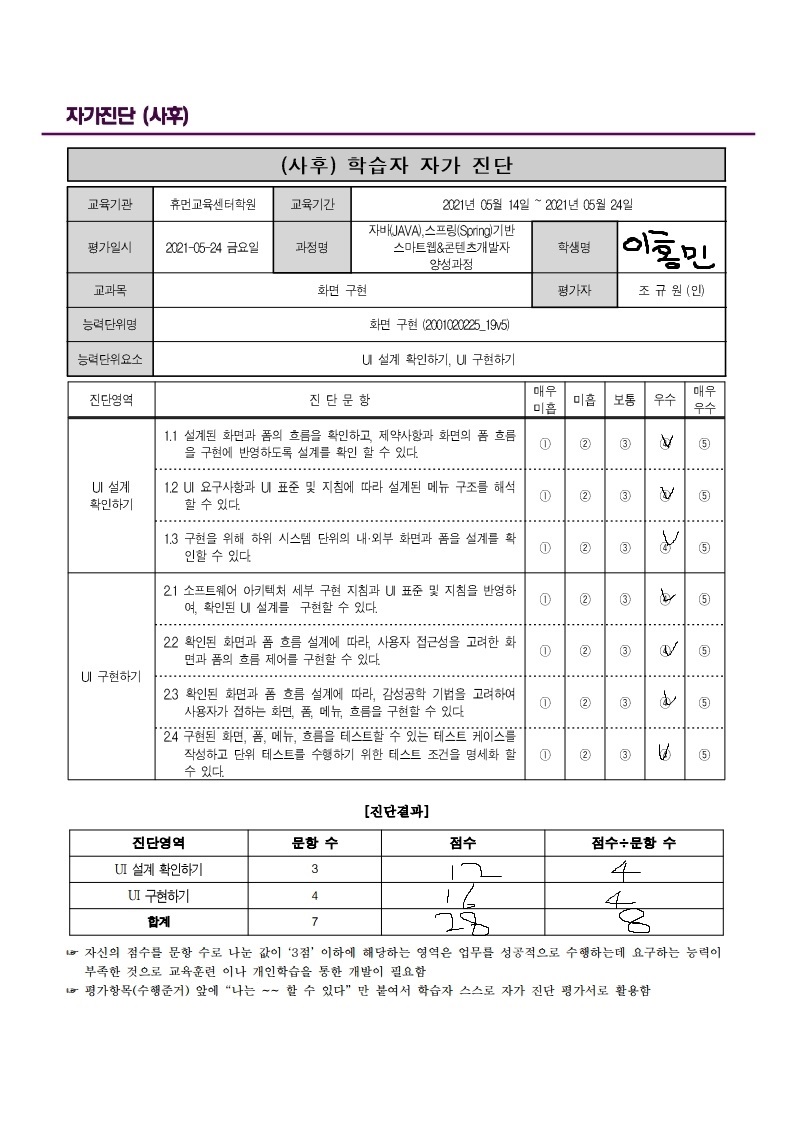 자가진단 (사후)
(사후) 학습자 자가 진단
교육기관 휴먼교육센터학원 교육기간 2021년 05월 14일 ~ 2021년 05월 24일
평가일시 2021-05-24 금요일 과정명 자바(JAVA),스프링(Spring)기반
스마트웹&콘텐츠개발자
양성과정
학생명 이홍민
교과목 화면 구현 평가자 조 규 원 (인)
능력단위명 화면 구현 (2001020225_19v5)
능력단위요소 UI 설계 확인하기, UI 구현하기
진단영역 진 단 문 항 매우 미흡 미흡 보통 우수 매우 우수
UI 설계
확인하기
1.1 설계된 화면과 폼의 흐름을 확인하고, 제약사항과 화면의 폼 흐름
을 구현에 반영하도록 설계를 확인 할 수 있다. ① ② ③ ④ ⑤
1.2 UI 요구사항과 UI 표준 및 지침에 따라 설계된 메뉴 구조를 해석
할 수 있다. ① ② ③ ④ ⑤
1.3 구현을 위해 하위 시스템 단위의 내·외부 화면과 폼을 설계를 확
인할 수 있다. ① ② ③ ④ ⑤
UI 구현하기
2.1 소프트웨어 아키텍처 세부 구현 지침과 UI 표준 및 지침을 반영하
여, 확인된 UI 설계를 구현할 수 있다. ① ② ③ ④ ⑤
2.2 확인된 화면과 폼 흐름 설계에 따라, 사용자 접근성을 고려한 화
면과 폼의 흐름 제어를 구현할 수 있다. ① ② ③ ④ ⑤
2.3 확인된 화면과 폼 흐름 설계에 따라, 감성공학 기법을 고려하여
사용자가 접하는 화면, 폼, 메뉴, 흐름을 구현할 수 있다. ① ② ③ ④ ⑤
2.4 구현된 화면, 폼, 메뉴, 흐름을 테스트할 수 있는 테스트 케이스를
작성하고 단위 테스트를 수행하기 위한 테스트 조건을 명세화 할
수 있다. ① ② ③ ④ ⑤
[진단결과]
진단영역 문항 수 점수 점수÷문항 수
UI 설계 확인하기 3 12 4
UI 구현하기 4 16 4
합계 7 28 8
☞ 자신의 점수를 문항 수로 나눈 값이 ‘3점’ 이하에 해당하는 영역은 업무를 성공적으로 수행하는데 요구하는 능력이
부족한 것으로 교육훈련 이나 개인학습을 통한 개발이 필요함
☞ 평가항목(수행준거) 앞에 “나는 ~~ 할 수 있다” 만 붙여서 학습자 스스로 자가 진단 평가서로 활용함